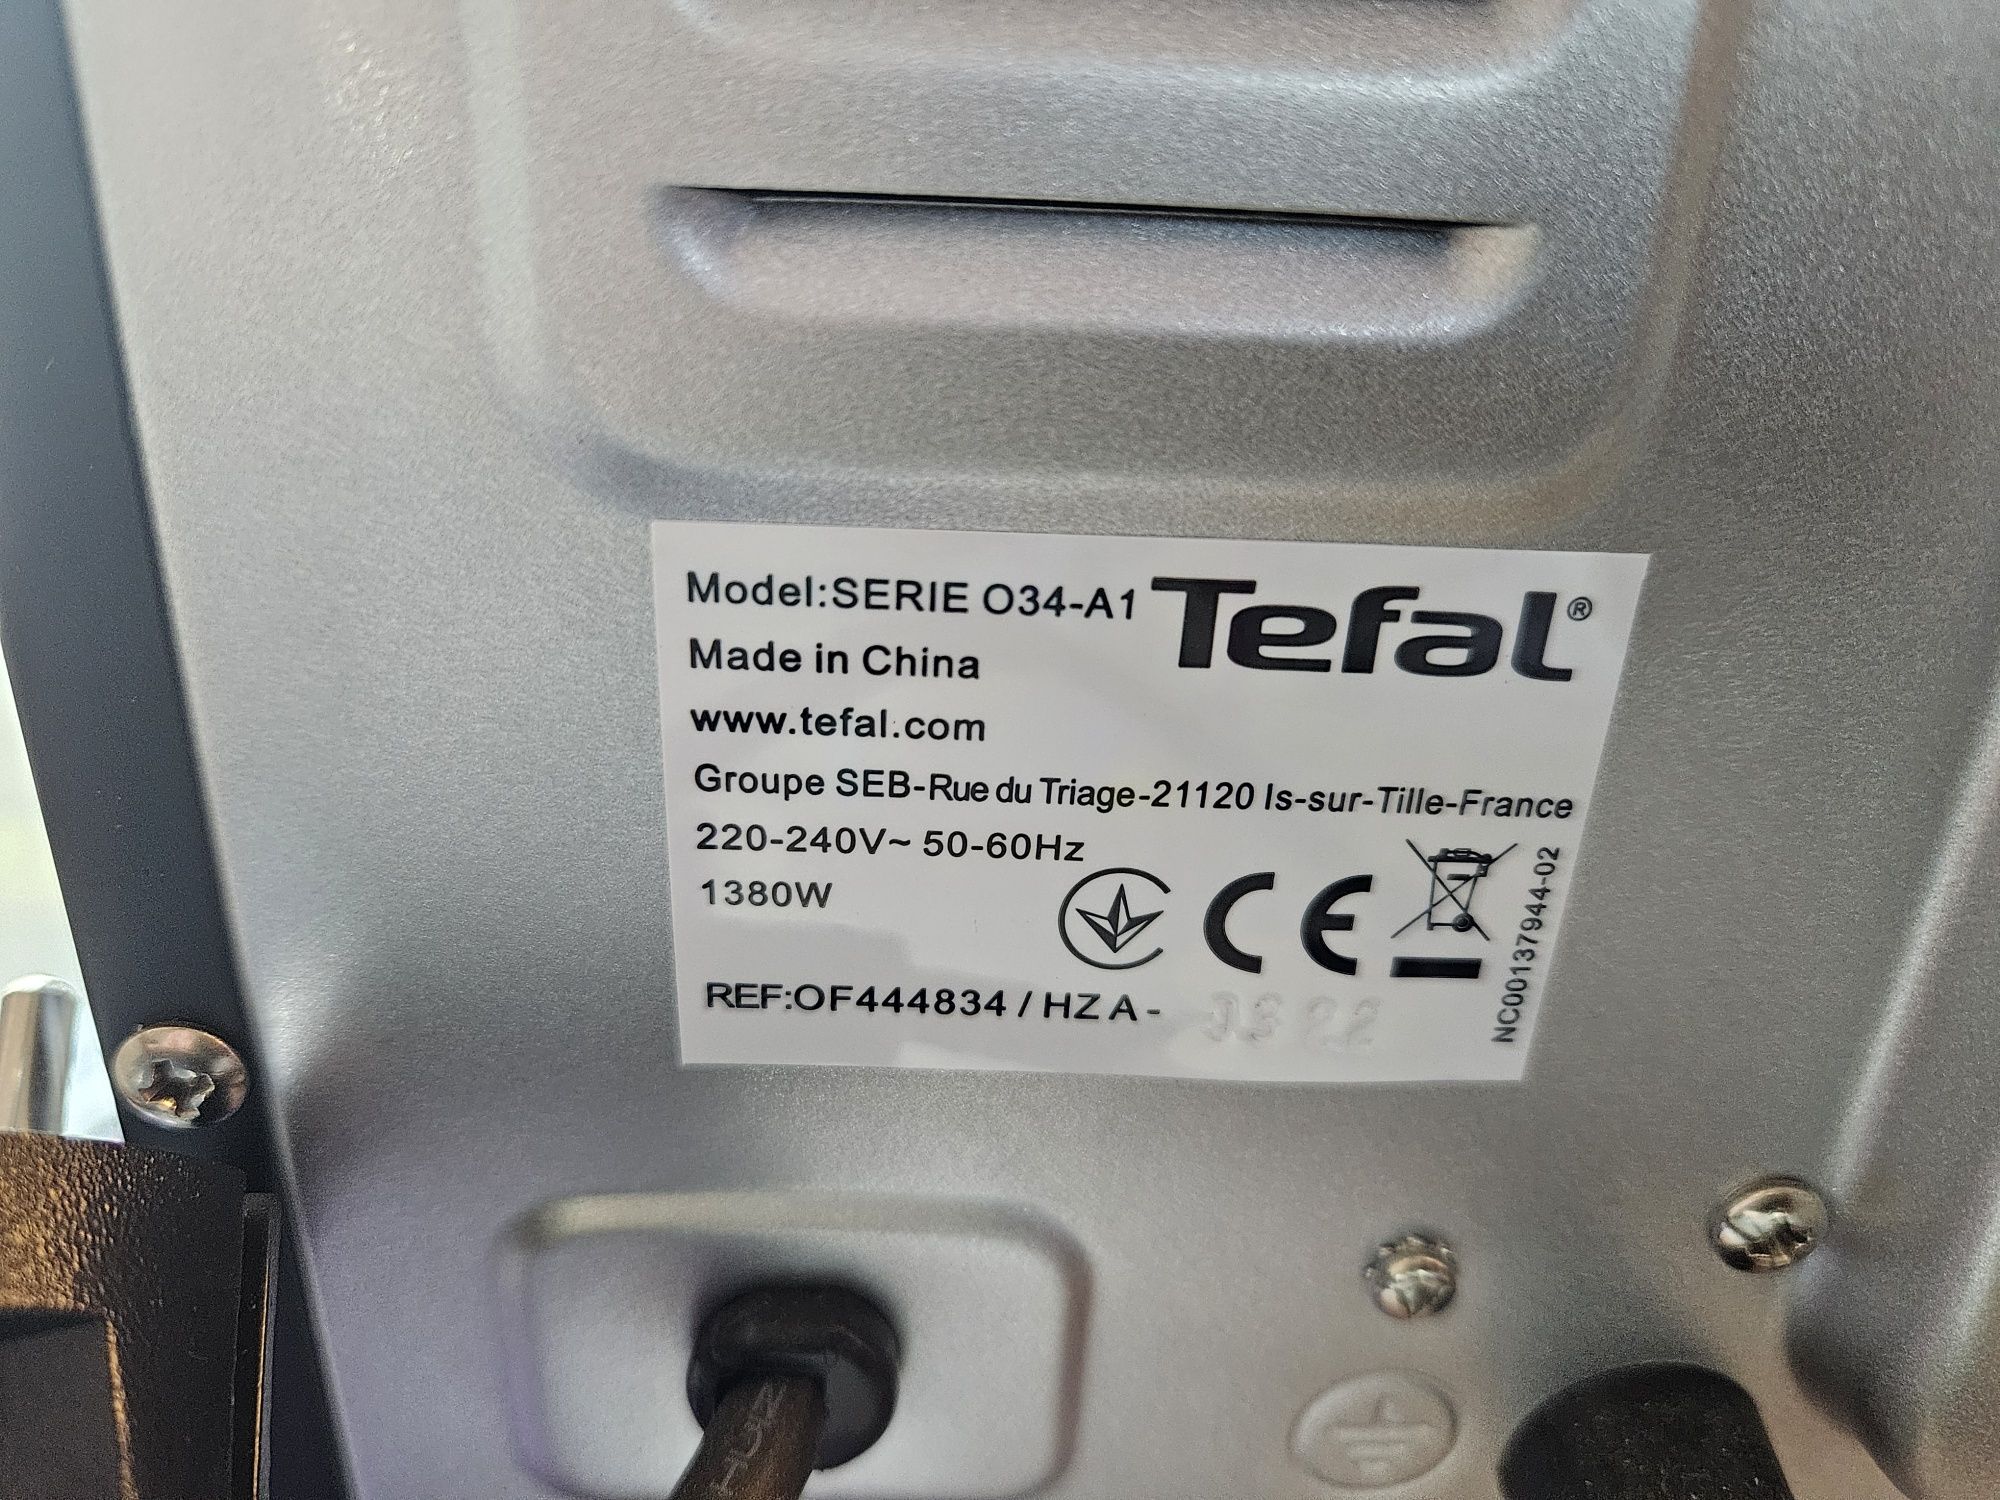 Model:SERIE O34-A1
Tefal®
Made in China
www.tefal.com
Groupe SEB-Rue du Triage-21120 Is-sur-Tille-France
220-240V~ 50-60Hz
1380W
CE
REF:OF444834 / HZ A-
NC00137944-02